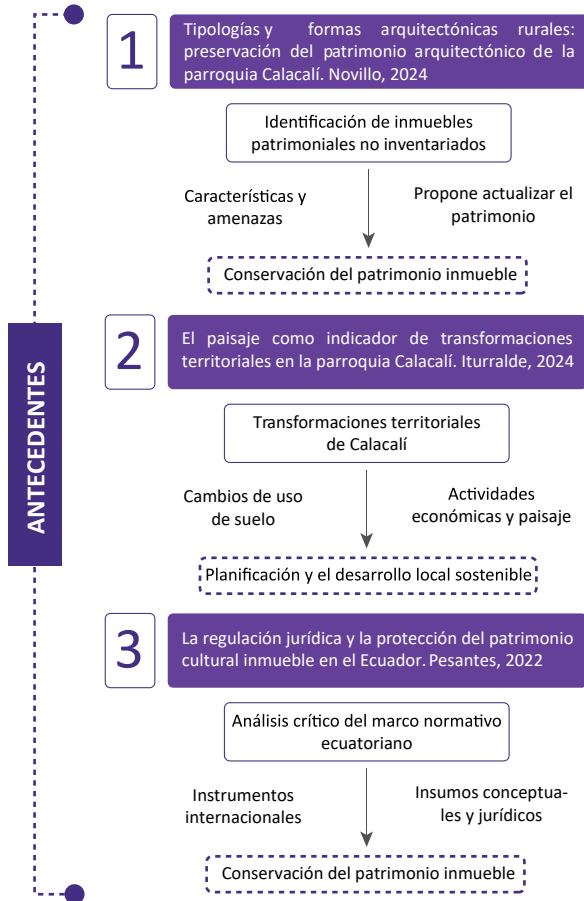 ANTECEDENTES
1
Tipologías y formas arquitectónicas rurales:
preservación del patrimonio arquitectónico de la
parroquia Calacalí. Novillo, 2024
Identificación de inmuebles
patrimoniales no inventariados
Características y
amenazas
Propone actualizar el
patrimonio
Conservación del patrimonio inmueble
2
El paisaje como indicador de transformaciones
territoriales en la parroquia Calacalí. Iturralde, 2024
Transformaciones territoriales
de Calacalí
Cambios de uso
de suelo
Actividades
económicas y paisaje
Planificación y el desarrollo local sostenible
3
La regulación jurídica y la protección del patrimonio
cultural inmueble en el Ecuador. Pesantes, 2022
Análisis crítico del marco normativo
ecuatoriano
Instrumentos
internacionales
Insumos conceptua-
les y jurídicos
Conservación del patrimonio inmueble